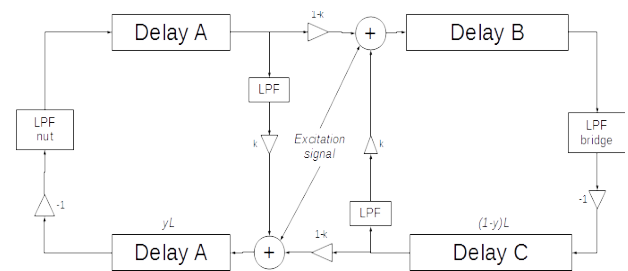 1-k
Delay A
+
Delay B
LPF
LPF
nut
k
Excitation
signal
k
LPF
bridge
-1
LPF
-1
yL
1-k
(1-y)L
Delay A
+
Delay C